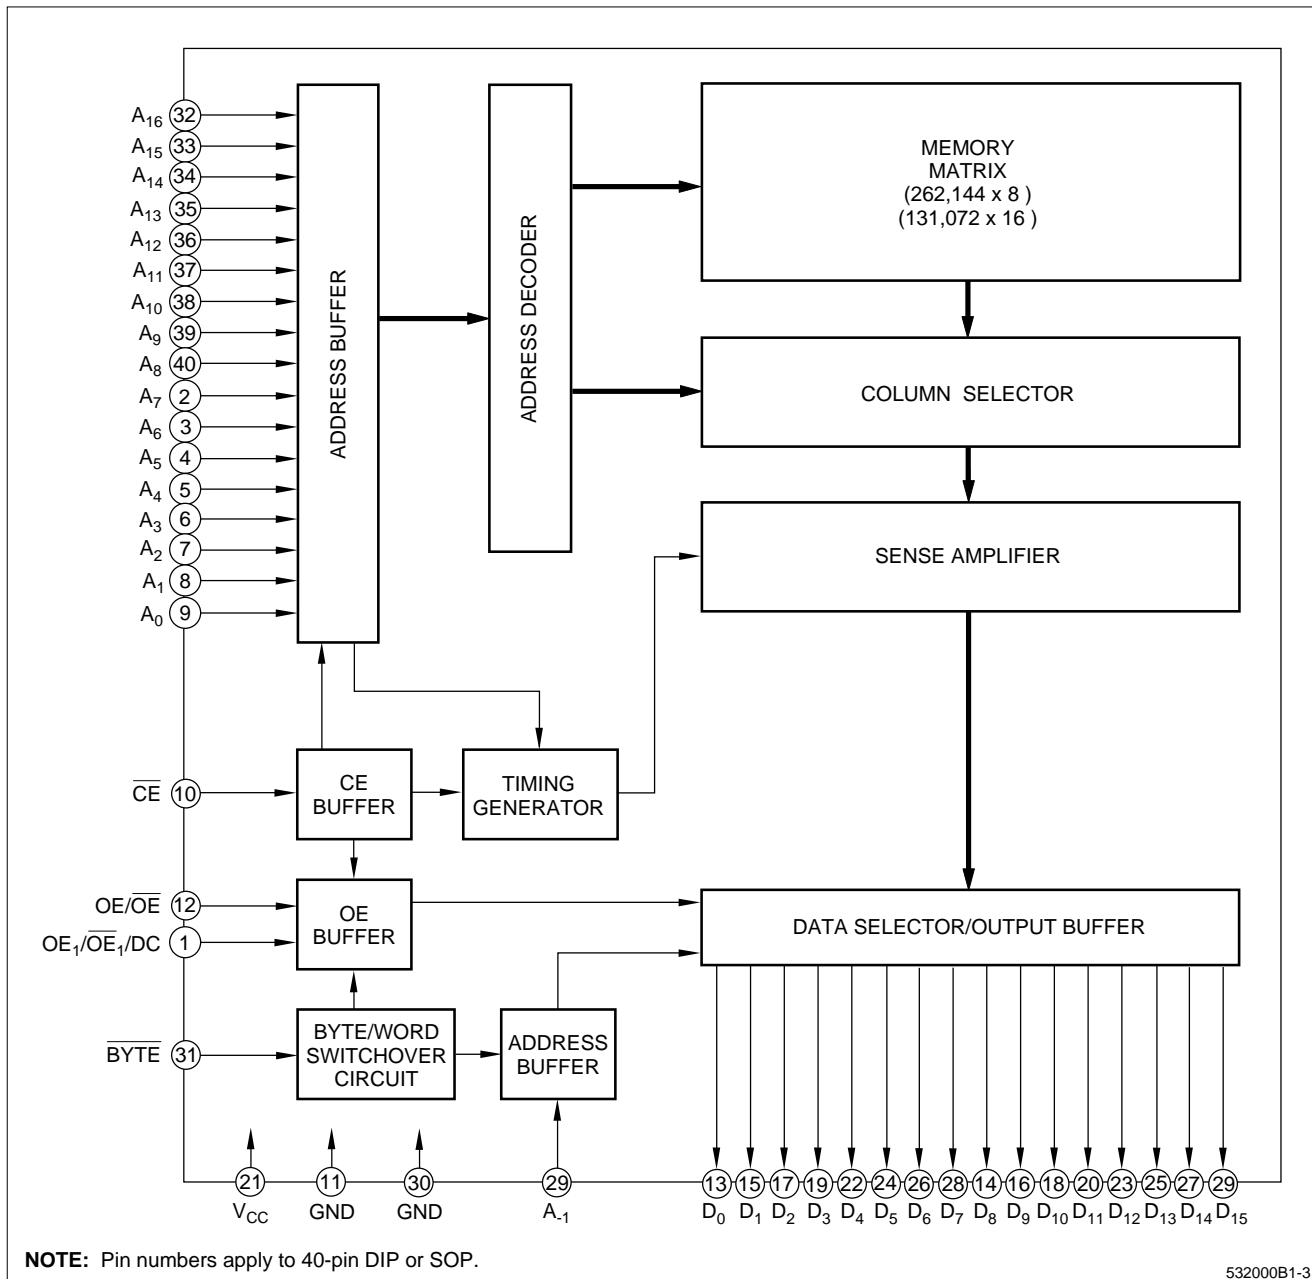 A16 32
A15 33
A14 34
A13 35
A12 36
A11 37
A10 38
A9 39
A8 40
A7 2
A6 3
A5 4
A4 5
A3 6
A2 7
A1 8
A0 9
ADDRESS BUFFER
ADDRESS DECODER
MEMORY
MATRIX
(262,144 x 8 )
(131,072 x 16 )
COLUMN SELECTOR
SENSE AMPLIFIER
C̅E̅ 10
CE
BUFFER
TIMING
GENERATOR
OE/O̅E̅ 12
OE1/O̅E̅1/DC 1
OE
BUFFER
DATA SELECTOR/OUTPUT BUFFER
B̅Y̅T̅E̅ 31
BYTE/WORD
SWITCHOVER
CIRCUIT
ADDRESS
BUFFER
21 11 30 29 13 15 17 19 22 24 26 28 14 16 18 20 23 25 27 29
VCC GND GND A-1 D0 D1 D2 D3 D4 D5 D6 D7 D8 D9 D10 D11 D12 D13 D14 D15
NOTE: Pin numbers apply to 40-pin DIP or SOP.
532000B1-3